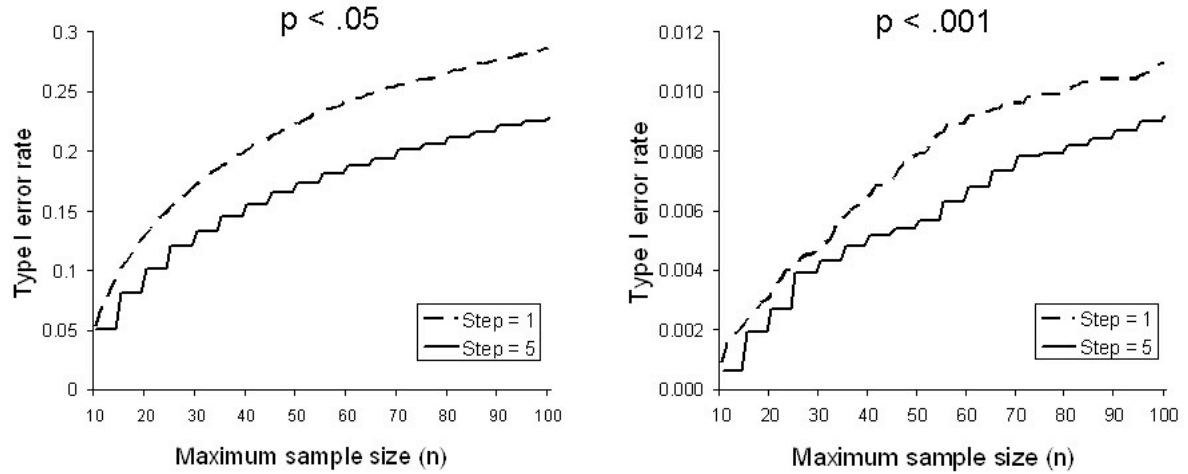 p < .05
0.3
0.25
0.2
0.15
0.1
0.05
0
Type I error rate
Step = 1
Step = 5
10 20 30 40 50 60 70 80 90 100
Maximum sample size (n)
p < .001
0.012
0.010
0.008
0.006
0.004
0.002
0.000
Type I error rate
Step = 1
Step = 5
10 20 30 40 50 60 70 80 90 100
Maximum sample size (n)